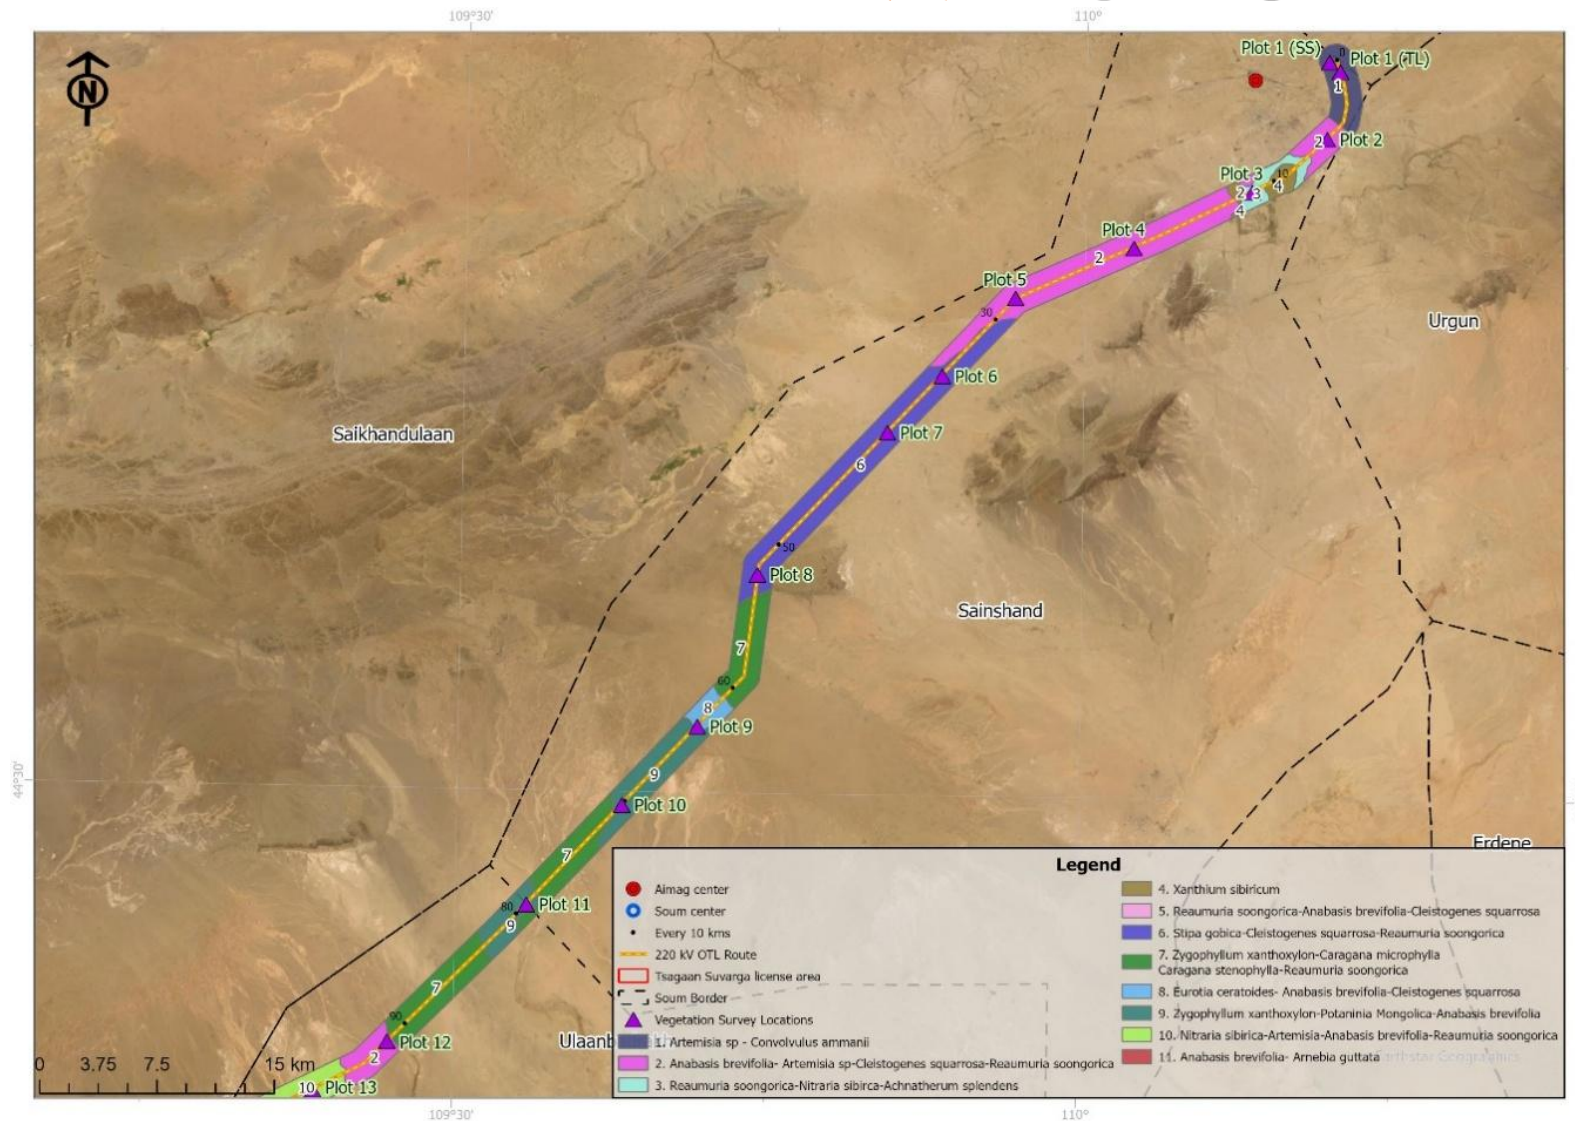 109°30'
110°
N
Plot 1 (SS)
0
Plot 1 (TL)
1
2
Plot 2
Plot 3
10
4
2
3
4
Plot 4
2
Plot 5
30
Urgun
Plot 6
Saikhandulaan
Plot 7
6
50
Plot 8
Sainshand
7
60
8
Plot 9
44°30'
9
Plot 10
Erdene
7
80
Plot 11
9
7
90
Plot 12
2
10
Plot 13
0 3.75 7.5 15 km
109°30'
110°
Legend
Aimag center
Soum center
Every 10 kms
220 kV OTL Route
Tsagaan Suvarga license area
Soum Border
Vegetation Survey Locations
1. Artemisia sp - Convolvulus ammanii
2. Anabasis brevifolia- Artemisia sp-Cleistogenes squarrosa-Reaumuria soongorica
3. Reaumuria soongorica-Nitraria sibirca-Achnatherum splendens
4. Xanthium sibiricum
5. Reaumuria soongorica-Anabasis brevifolia-Cleistogenes squarrosa
6. Stipa gobica-Cleistogenes squarrosa-Reaumuria soongorica
7. Zygophyllum xanthoxylon-Caragana microphylla
Caragana stenophylla-Reaumuria soongorica
8. Eurotia ceratoides- Anabasis brevifolia-Cleistogenes squarrosa
9. Zygophyllum xanthoxylon-Potaninia Mongolica-Anabasis brevifolia
10. Nitraria sibirica-Artemisia-Anabasis brevifolia-Reaumuria soongorica
11. Anabasis brevifolia- Arnebia guttata
Earthstar Geographics